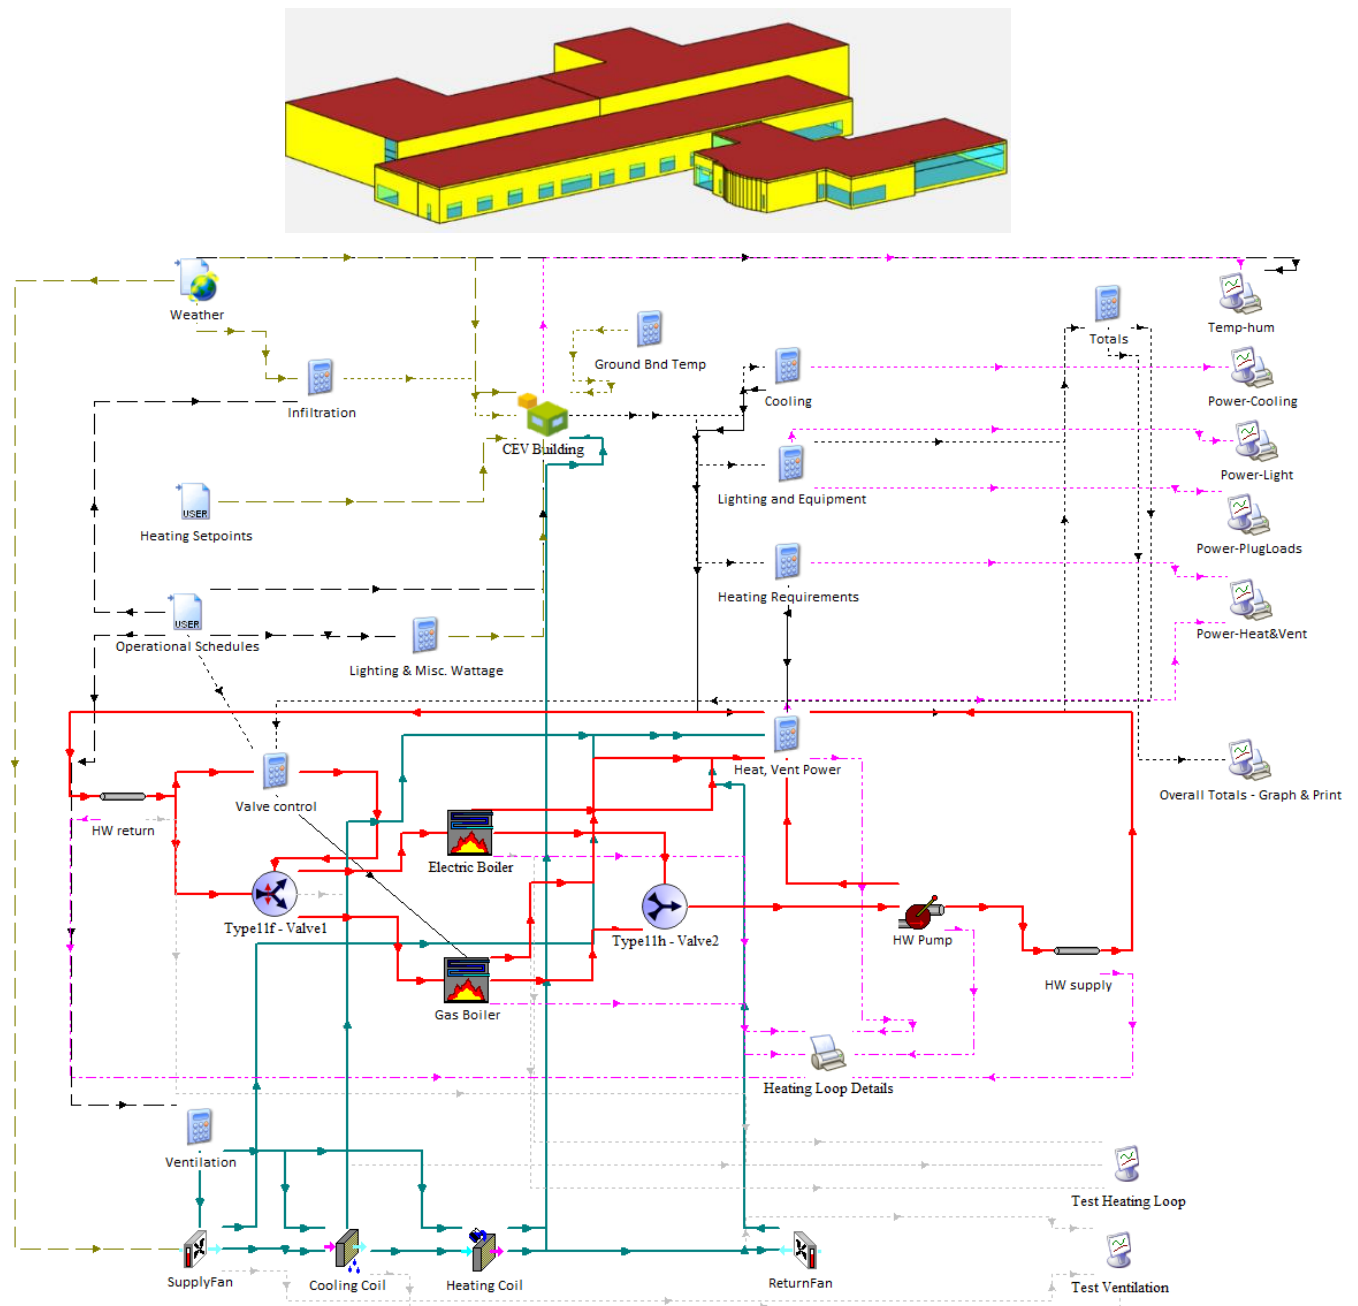 Weather
Temp-hum
Totals
Ground Bnd Temp
Infiltration
Cooling
Power-Cooling
CEV Building
Power-Light
Lighting and Equipment
USER
Heating Setpoints
Power-PlugLoads
Heating Requirements
USER
Operational Schedules
Power-Heat&Vent
Lighting & Misc. Wattage
Heat, Vent Power
Valve control
Overall Totals - Graph & Print
HW return
Electric Boiler
Type11f - Valve1
Type11h - Valve2
HW Pump
HW supply
Gas Boiler
Heating Loop Details
Ventilation
Test Heating Loop
SupplyFan
Cooling Coil
Heating Coil
ReturnFan
Test Ventilation